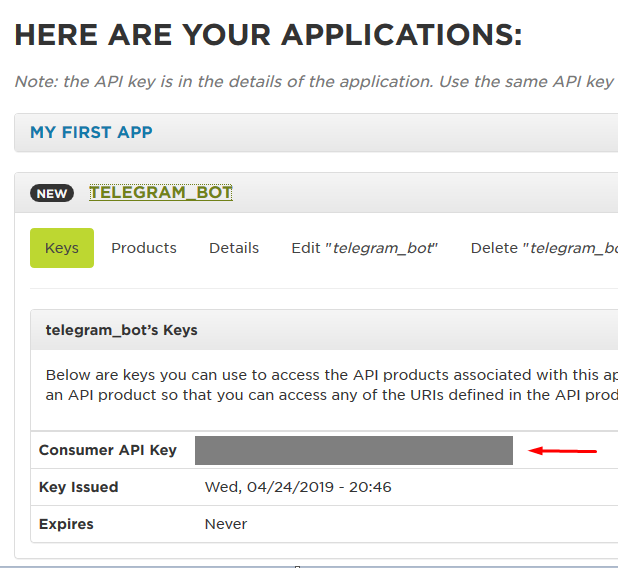 HERE ARE YOUR APPLICATIONS:
Note: the API key is in the details of the application. Use the same API key
MY FIRST APP
NEW TELEGRAM_BOT
Keys Products Details Edit "telegram_bot" Delete "telegram_bo
telegram_bot’s Keys
Below are keys you can use to access the API products associated with this ap
an API product so that you can access any of the URIs defined in the API prod
Consumer API Key
Key Issued Wed, 04/24/2019 - 20:46
Expires Never